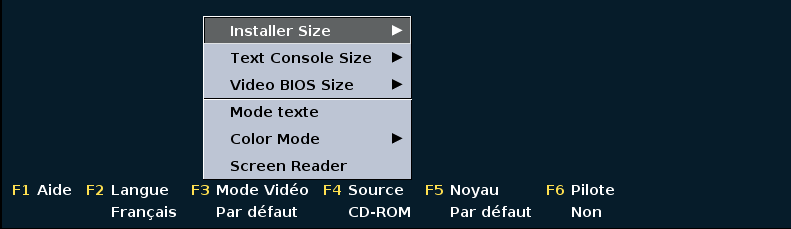 Installer Size
Text Console Size
Video BIOS Size
Mode texte
Color Mode
Screen Reader
F1 Aide F2 Langue F3 Mode Vidéo F4 Source F5 Noyau F6 Pilote
Français Par défaut CD-ROM Par défaut Non